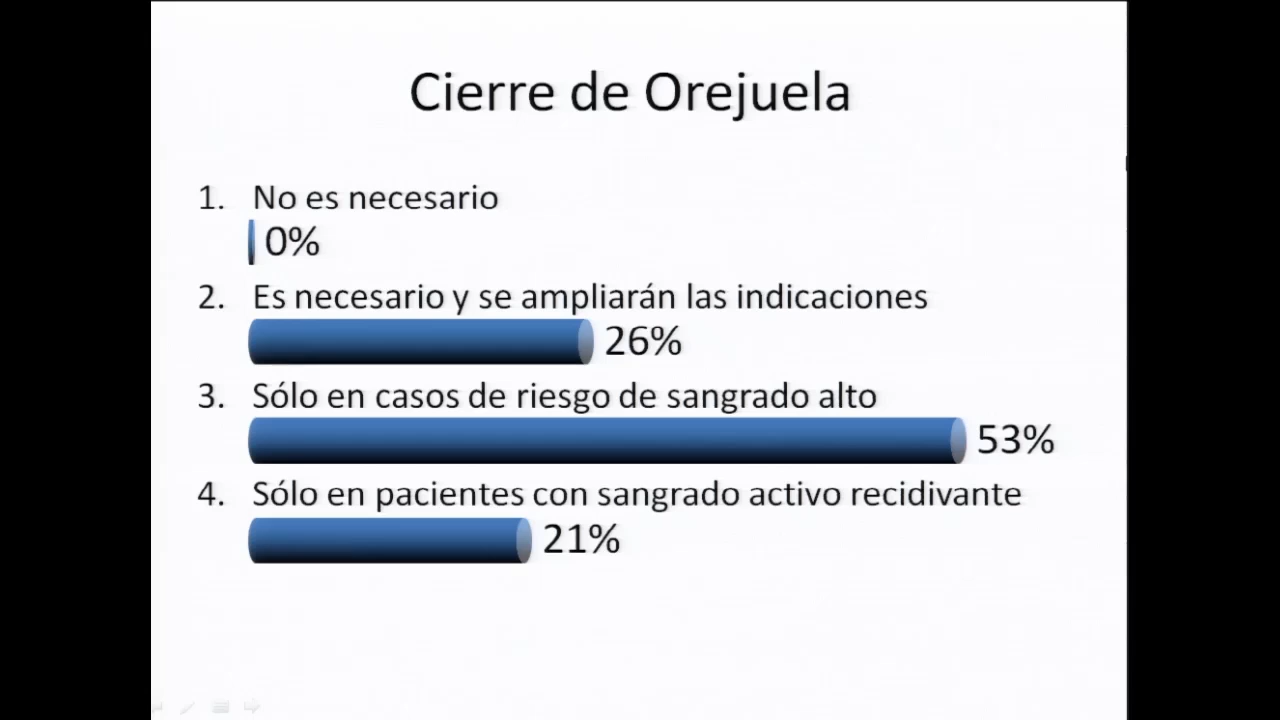 Cierre de Orejuela
1. No es necesario
0%
2. Es necesario y se ampliarán las indicaciones
26%
3. Sólo en casos de riesgo de sangrado alto
53%
4. Sólo en pacientes con sangrado activo recidivante
21%